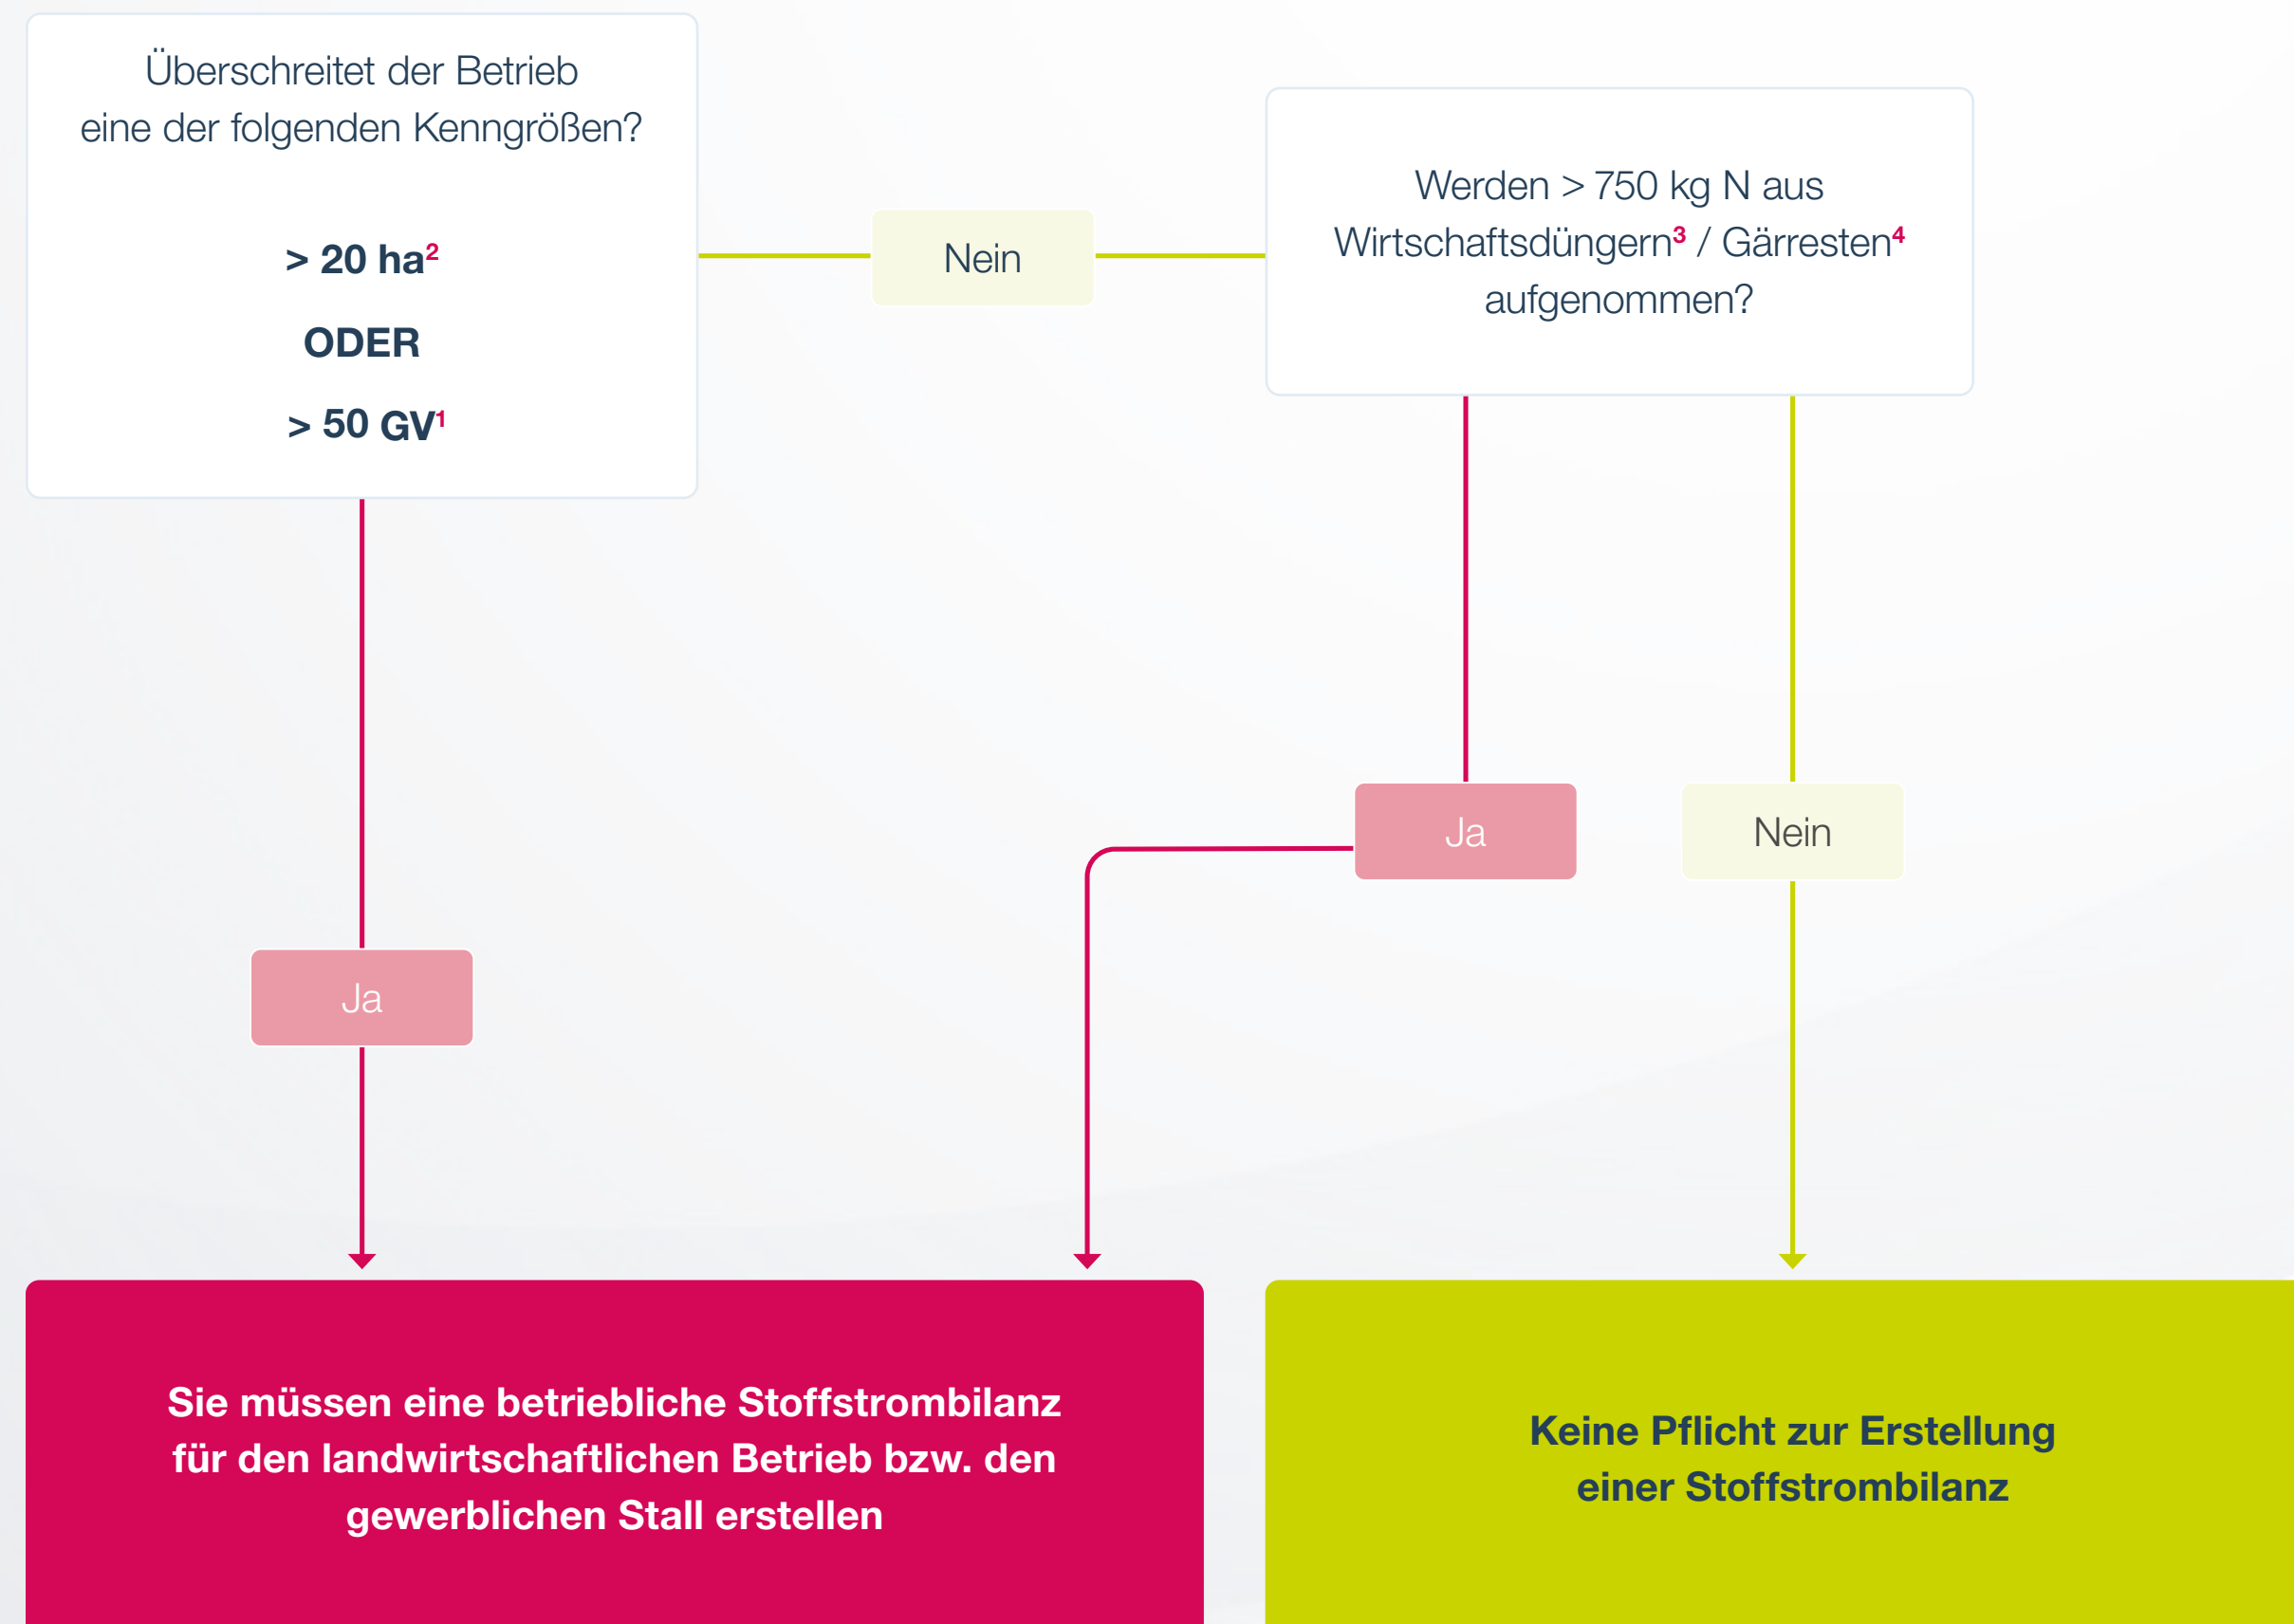 Überschreitet der Betrieb
eine der folgenden Kenngrößen?
> 20 ha²
ODER
> 50 GV¹
Nein
Werden > 750 kg N aus
Wirtschaftsdüngern³ / Gärresten⁴
aufgenommen?
Ja
Nein
Ja
Sie müssen eine betriebliche Stoffstrombilanz
für den landwirtschaftlichen Betrieb bzw. den
gewerblichen Stall erstellen
Keine Pflicht zur Erstellung
einer Stoffstrombilanz